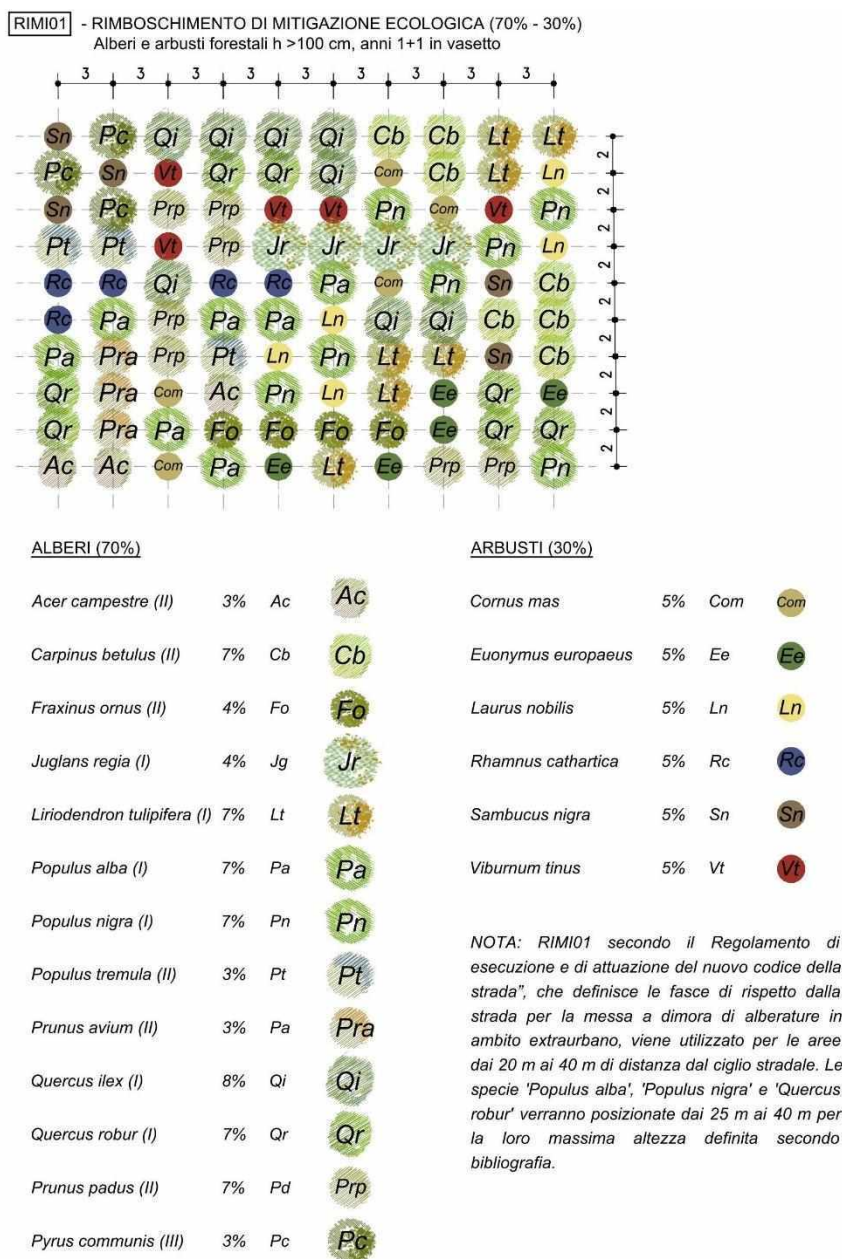 RIMI01 - RIMBOSCHIMENTO DI MITIGAZIONE ECOLOGICA (70% - 30%)
Alberi e arbusti forestali h >100 cm, anni 1+1 in vasetto
3 3 3 3 3 3 3 3 3
Sn Pc Qi Qi Qi Qi Cb Cb Lt Lt
2
Pc Sn Vt Qr Qr Qi Com Cb Lt Ln
2
Sn Pc Prp Prp Vt Vt Pn Com Vt Pn
2
Pt Pt Vt Prp Jr Jr Jr Jr Pn Ln
2
Rc Rc Qi Rc Rc Pa Com Pn Sn Cb
2
Rc Pa Prp Pa Pa Ln Qi Qi Cb Cb
2
Pa Pra Prp Pt Ln Pn Lt Lt Sn Cb
2
Qr Pra Com Ac Pn Ln Lt Ee Qr Ee
2
Qr Pra Pa Fo Fo Fo Fo Ee Qr Qr
2
Ac Ac Com Pa Ee Lt Ee Prp Prp Pn
ALBERI (70%)
Acer campestre (II) 3% Ac Ac
Carpinus betulus (II) 7% Cb Cb
Fraxinus ornus (II) 4% Fo Fo
Juglans regia (I) 4% Jg Jr
Liriodendron tulipifera (I) 7% Lt Lt
Populus alba (I) 7% Pa Pa
Populus nigra (I) 7% Pn Pn
Populus tremula (II) 3% Pt Pt
Prunus avium (II) 3% Pa Pra
Quercus ilex (I) 8% Qi Qi
Quercus robur (I) 7% Qr Qr
Prunus padus (II) 7% Pd Prp
Pyrus communis (III) 3% Pc Pc
ARBUSTI (30%)
Cornus mas 5% Com Com
Euonymus europaeus 5% Ee Ee
Laurus nobilis 5% Ln Ln
Rhamnus cathartica 5% Rc Rc
Sambucus nigra 5% Sn Sn
Viburnum tinus 5% Vt Vt
NOTA: RIMI01 secondo il Regolamento di
esecuzione e di attuazione del nuovo codice della
strada", che definisce le fasce di rispetto dalla
strada per la messa a dimora di alberature in
ambito extraurbano, viene utilizzato per le aree
dai 20 m ai 40 m di distanza dal ciglio stradale. Le
specie 'Populus alba', 'Populus nigra' e 'Quercus
robur' verranno posizionate dai 25 m ai 40 m per
la loro massima altezza definita secondo
bibliografia.